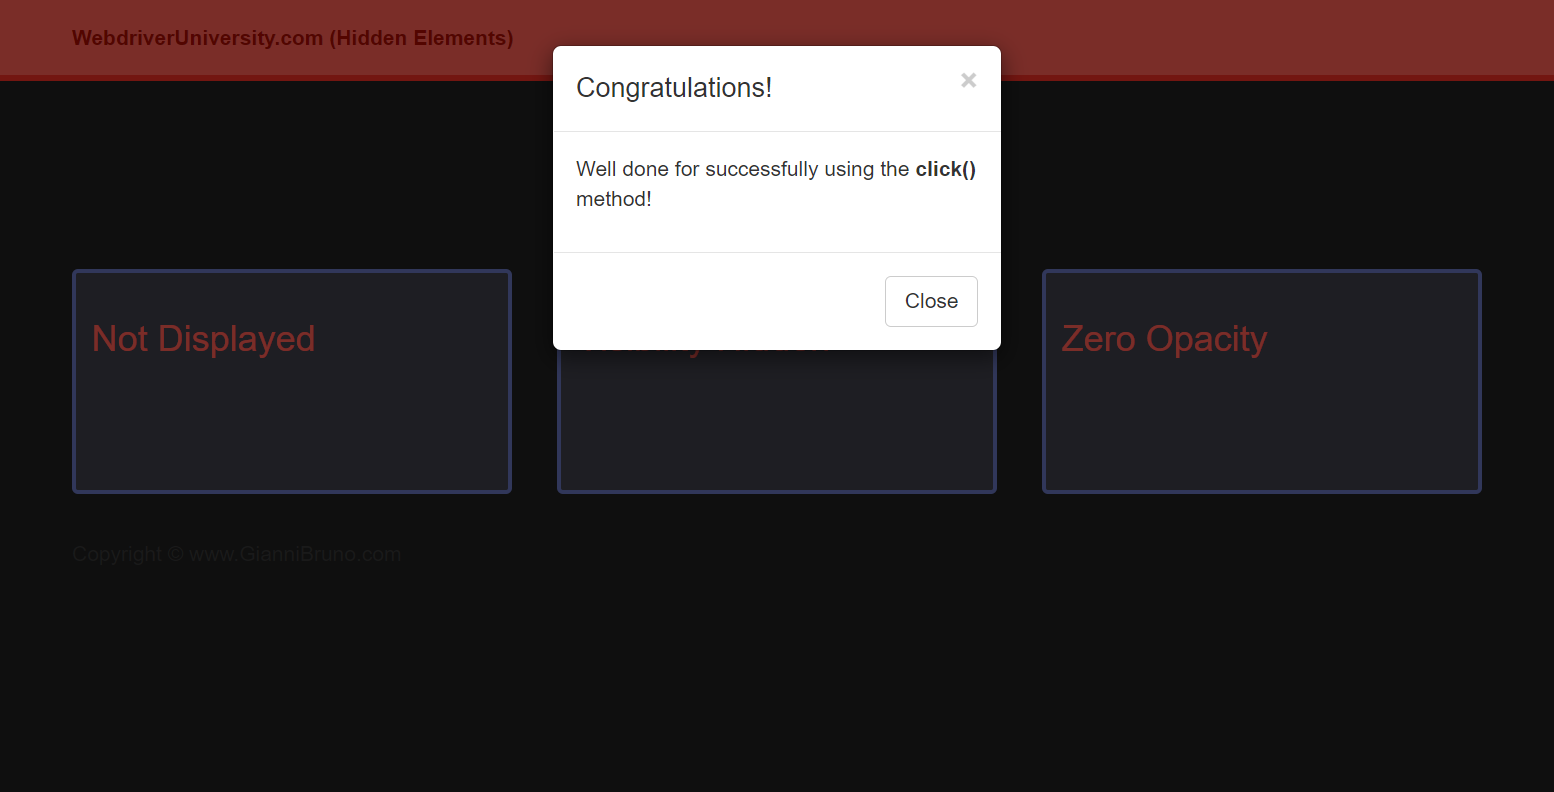 WebdriverUniversity.com (Hidden Elements)
Congratulations!
×
Well done for successfully using the click()
method!
Close
Not Displayed
Zero Opacity
Copyright © www.GianniBruno.com